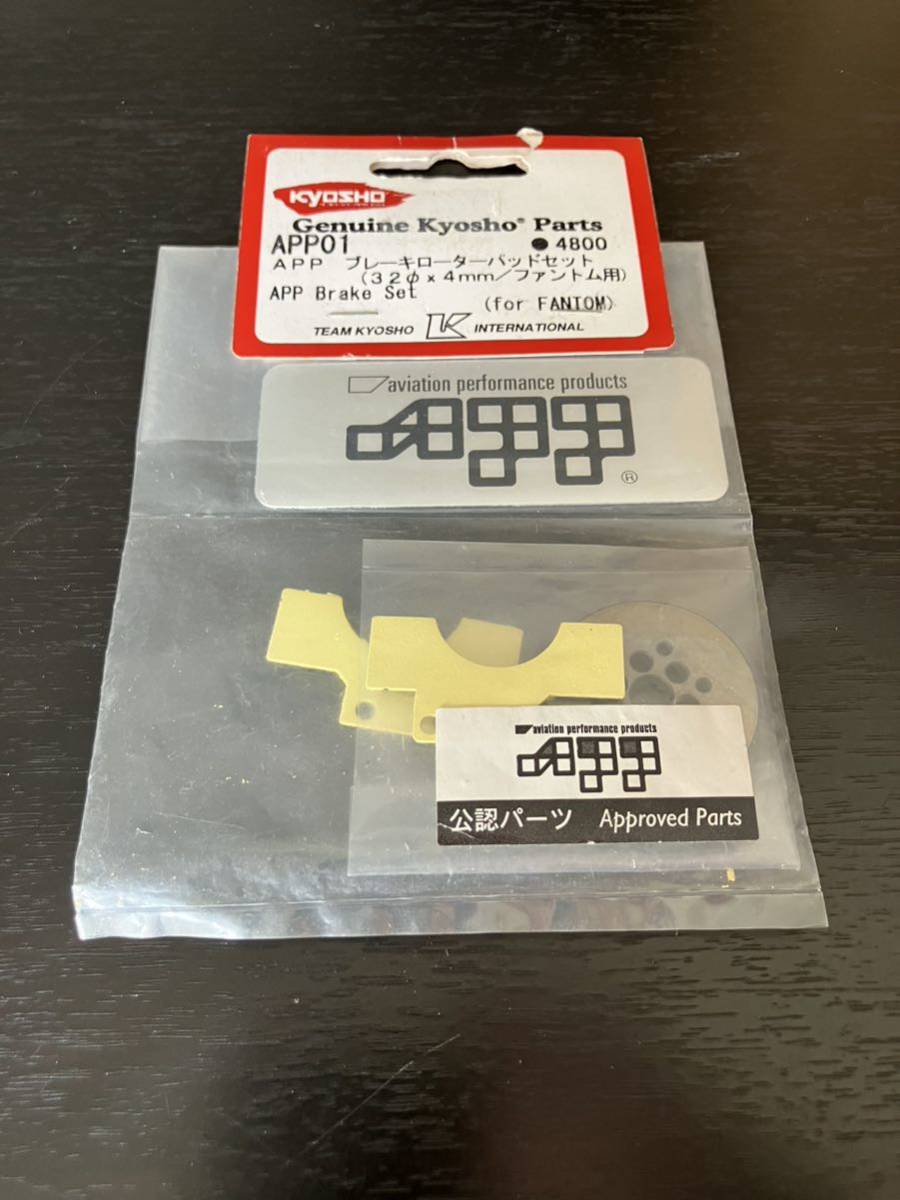 KYOSHO
Genuine Kyosho® Parts
APP01 ●4800
APP ブレーキローターパッドセット
(32φ×4mm/ファントム用)
APP Brake Set (for FANTOM)
TEAM KYOSHO K INTERNATIONAL
aviation performance products
app
®
aviation performance products
app
公認パーツ Approved Parts